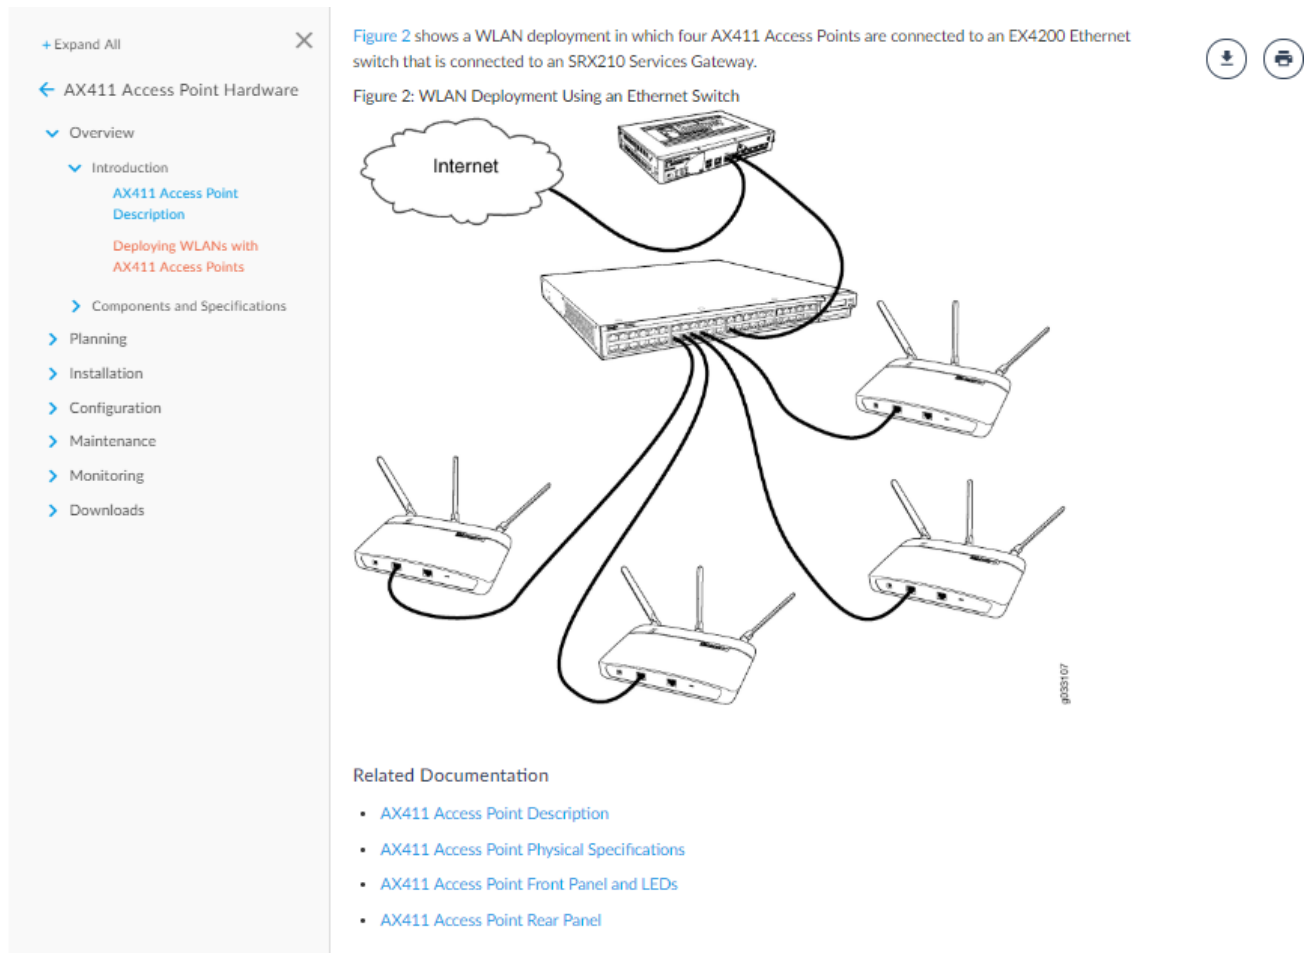 + Expand All
AX411 Access Point Hardware
Overview
Introduction
AX411 Access Point
Description
Deploying WLANs with
AX411 Access Points
Components and Specifications
Planning
Installation
Configuration
Maintenance
Monitoring
Downloads
Figure 2 shows a WLAN deployment in which four AX411 Access Points are connected to an EX4200 Ethernet
switch that is connected to an SRX210 Services Gateway.
Figure 2: WLAN Deployment Using an Ethernet Switch
Internet
g033107
Related Documentation
• AX411 Access Point Description
• AX411 Access Point Physical Specifications
• AX411 Access Point Front Panel and LEDs
• AX411 Access Point Rear Panel